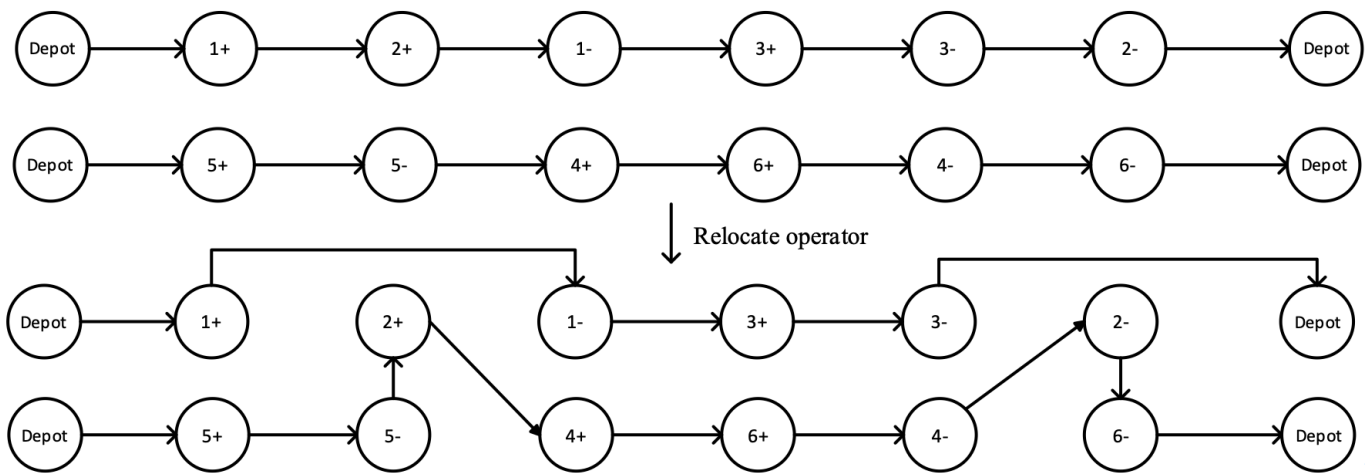 Depot 1+ 2+ 1- 3+ 3- 2- Depot
Depot 5+ 5- 4+ 6+ 4- 6- Depot
Relocate operator
Depot 1+ 2+ 1- 3+ 3- 2- Depot
Depot 5+ 5- 4+ 6+ 4- 6- Depot